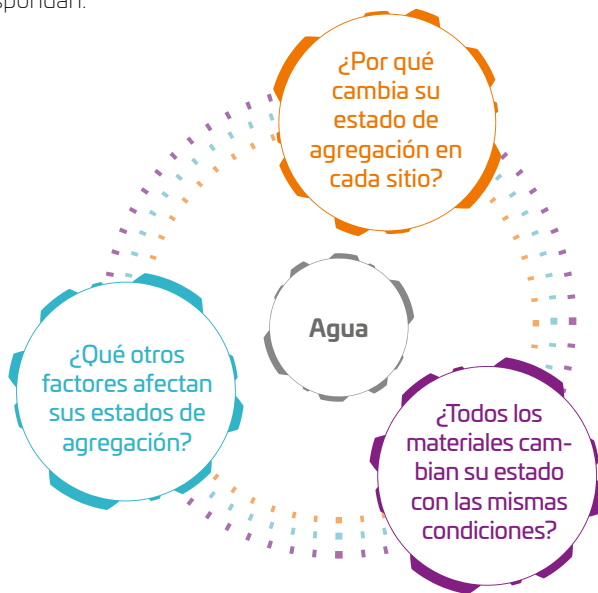 ¿Por qué
cambia su
estado de
agregación en
cada sitio?
Agua
¿Qué otros
factores afectan
sus estados de
agregación?
¿Todos los
materiales cam-
bian su estado
con las mismas
condiciones?